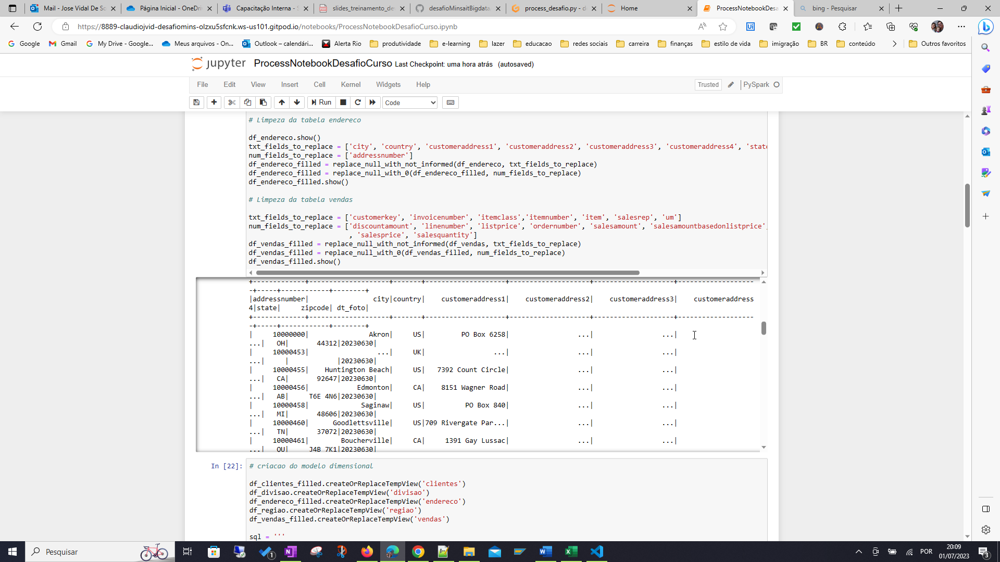 Mail - Jose Vidal De Sc
Página Inicial - OneDri
Capacitação Interna - S
slides_treinamento_de
desafioMinsaitBigdata
process_desafio.py - d
Home
ProcessNotebookDesa
bing - Pesquisar
https://8889-claudiojvid-desafiomins-olzxu5sfcnk.ws-us101.gitpod.io/notebooks/ProcessNotebookDesafioCurso.ipynb
Google
Gmail
My Drive - Google...
Meus arquivos - On...
Outlook – calendári...
Alerta Rio
produtividade
e-learning
lazer
educacao
redes sociais
carreira
finanças
estilo de vida
imigração
BR
conteúdo
Outros favoritos
jupyter ProcessNotebookDesafioCurso Last Checkpoint: uma hora atrás (autosaved)
File Edit View Insert Cell Kernel Widgets Help
Trusted
PySpark
Run
Code
# Limpeza da tabela endereco
df_endereco.show()
txt_fields_to_replace = ['city', 'country', 'customeraddress1', 'customeraddress2', 'customeraddress3', 'customeraddress4', 'state
num_fields_to_replace = ['addressnumber']
df_endereco_filled = replace_null_with_not_informed(df_endereco, txt_fields_to_replace)
df_endereco_filled = replace_null_with_0(df_endereco_filled, num_fields_to_replace)
df_endereco_filled.show()
# Limpeza da tabela vendas
txt_fields_to_replace = ['customerkey', 'invoicenumber', 'itemclass','itemnumber', 'item', 'salesrep', 'um']
num_fields_to_replace = ['discountamount', 'linenumber', 'listprice', 'ordernumber', 'salesamount', 'salesamountbasedonlistprice'
, 'salesprice', 'salesquantity']
df_vendas_filled = replace_null_with_not_informed(df_vendas, txt_fields_to_replace)
df_vendas_filled = replace_null_with_0(df_vendas_filled, num_fields_to_replace)
df_vendas_filled.show()
+-------------+--------------------+-------+--------------------+--------------------+--------------------+-------------------
-+-----+------------+--------+
|addressnumber|                city|country|    customeraddress1|    customeraddress2|    customeraddress3|    customeraddress
4|state|     zipcode| dt_foto|
+-------------+--------------------+-------+--------------------+--------------------+--------------------+-------------------
-+-----+------------+--------+
|     10000000|               Akron|     US|         PO Box 6258|                 ...|                 ...|
...|   OH|       44312|20230630|
|     10000453|                 ...|     UK|                 ...|                 ...|                 ...|
...|     |            |20230630|
|     10000455|    Huntington Beach|     US|   7392 Count Circle|                 ...|                 ...|
...|   CA|       92647|20230630|
|     10000456|            Edmonton|     CA|    8151 Wagner Road|                 ...|                 ...|
...|   AB|     T6E 4N6|20230630|
|     10000458|             Saginaw|     US|          PO Box 840|                 ...|                 ...|
...|   MI|       48606|20230630|
|     10000460|      Goodlettsville|     US|709 Rivergate Par...|                 ...|                 ...|
...|   TN|       37072|20230630|
|     10000461|        Boucherville|     CA|     1391 Gay Lussac|                 ...|                 ...|
...|   QU|     J4B 7K1|20230630|
In [22]:
# criacao do modelo dimensional
df_clientes_filled.createOrReplaceTempView('clientes')
df_divisao.createOrReplaceTempView('divisao')
df_endereco_filled.createOrReplaceTempView('endereco')
df_regiao.createOrReplaceTempView('regiao')
df_vendas_filled.createOrReplaceTempView('vendas')
sql = '''
Pesquisar
1
POR
20:09
01/07/2023
3